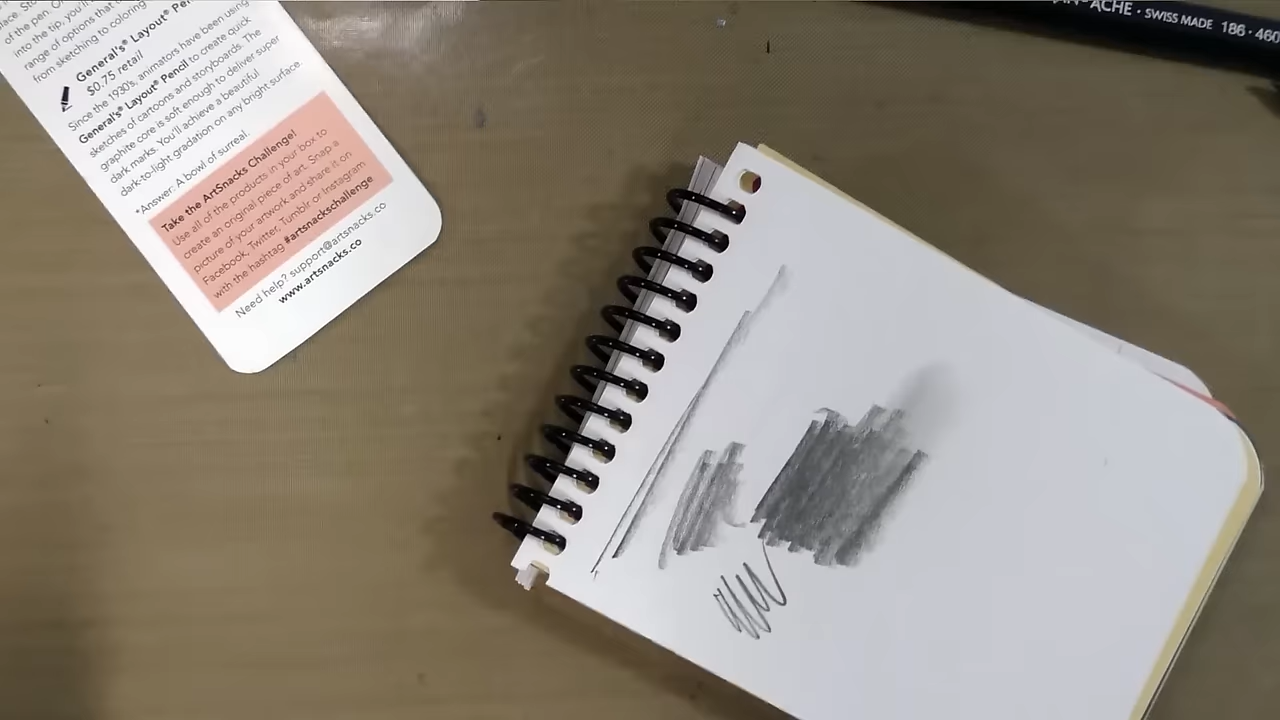 of the pen.
into the tip, you'll
range of options that
from sketching to coloring
General's® Layout® Pen
$0.75 retail
Since the 1930's, animators have been using
General's® Layout® Pencil to create quick
sketches of cartoons and storyboards. The
graphite core is soft enough to deliver super
dark marks. You'll achieve a beautiful
dark-to-light gradation on any bright surface.
*Answer: A bowl of surreal.
Take the ArtSnacks Challenge!
Use all of the products in your box to
create an original piece of art. Snap a
picture of your artwork and share it on
Facebook, Twitter, Tumblr or Instagram
with the hashtag #artsnackschallenge
Need help? support@artsnacks.co
www.artsnacks.co
ACHE · SWISS MADE 186·460